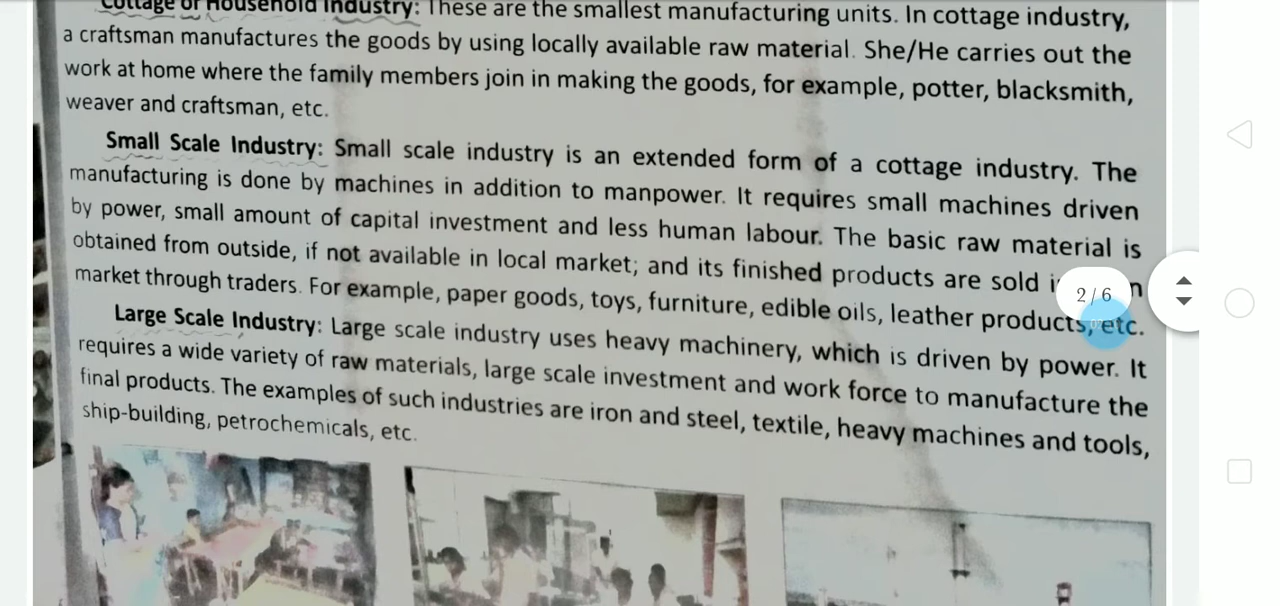 Cottage or Household Industry: These are the smallest manufacturing units. In cottage industry,
a craftsman manufactures the goods by using locally available raw material. She/He carries out the
work at home where the family members join in making the goods, for example, potter, blacksmith,
weaver and craftsman, etc.
Small Scale Industry: Small scale industry is an extended form of a cottage industry. The
manufacturing is done by machines in addition to manpower. It requires small machines driven
by power, small amount of capital investment and less human labour. The basic raw material is
obtained from outside, if not available in local market; and its finished products are sold
market through traders. For example, paper goods, toys, furniture, edible oils, leather products, etc.
Large Scale Industry: Large scale industry uses heavy machinery, which is driven by power. It
requires a wide variety of raw materials, large scale investment and work force to manufacture the
final products. The examples of such industries are iron and steel, textile, heavy machines and tools,
ship-building, petrochemicals, etc.
2/6